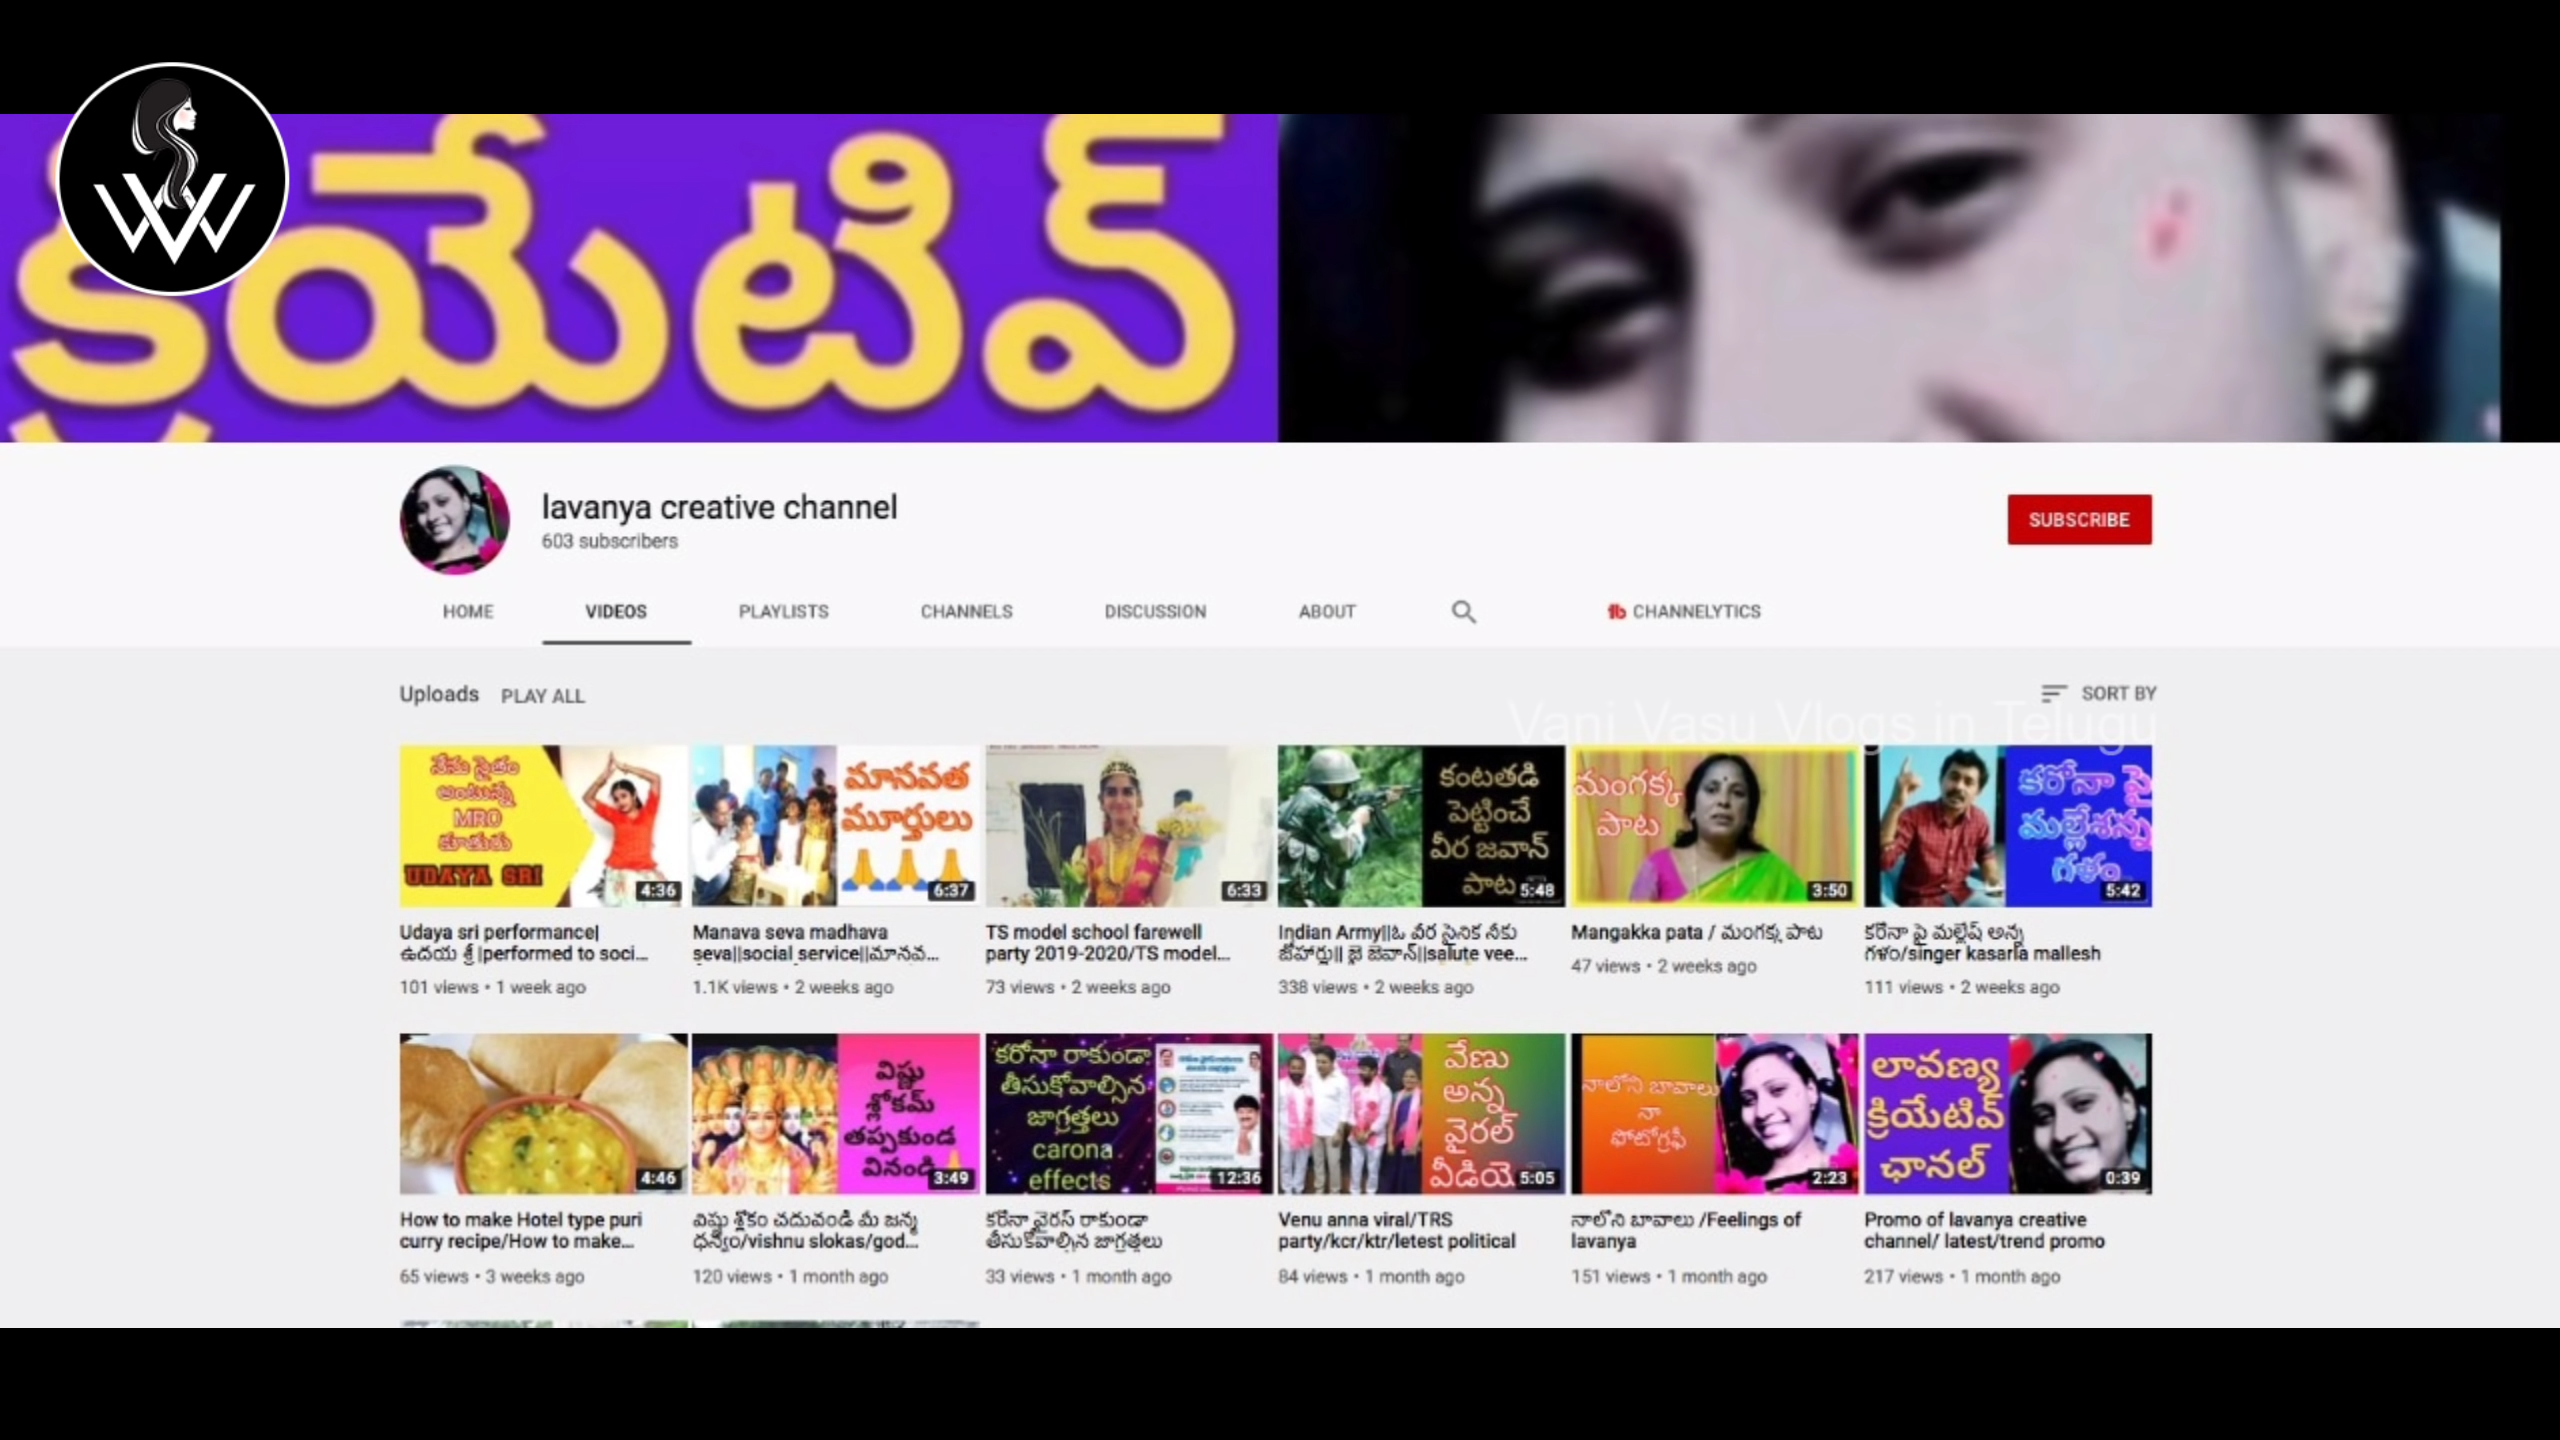 క్రియేటివ్
VV
lavanya creative channel
603 subscribers
SUBSCRIBE
HOME VIDEOS PLAYLISTS CHANNELS DISCUSSION ABOUT CHANNELYTICS
Uploads PLAY ALL SORT BY
Vani Vasu Vlogs in Telugu
నేను సైతం
అంటున్న
MRO
కూతురు
UDAYA SRI
4:36
మానవత
మూర్తులు
6:37
6:33
కంటతడి
పెట్టించే
వీర జవాన్
పాట
5:48
మంగక్క
పాట
3:50
కరోనా పై
మల్లేశన్న
గళం
5:42
Udaya sri performance|
ఉదయ శ్రీ |performed to soci...
101 views • 1 week ago
Manava seva madhava
seva||social service||మానవ...
1.1K views • 2 weeks ago
TS model school farewell
party 2019-2020/TS model...
73 views • 2 weeks ago
Indian Army||ఓ వీర సైనిక నీకు
జోహార్లు|| జై జవాన్||salute vee...
338 views • 2 weeks ago
Mangakka pata / మంగక్క పాట
47 views • 2 weeks ago
కరోనా పై మల్లేష్ అన్న
గళం/singer kasarla mallesh
111 views • 2 weeks ago
4:46
విష్ణు
శ్లోకమ్
తప్పకుండ
వినండి
3:49
కరోనా రాకుండా
తీసుకోవాల్సిన
జాగ్రత్తలు
carona
effects
12:36
వేణు
అన్న
వైరల్
వీడియె
5:05
నాలోని బావాలు
నా
ఫోటోగ్రఫీ
2:23
లావణ్య
క్రియేటివ్
ఛానల్
0:39
How to make Hotel type puri
curry recipe/How to make...
65 views • 3 weeks ago
విష్ణు శ్లోకం చదువండి మీ జన్మ
ధన్యం/vishnu slokas/god...
120 views • 1 month ago
కరోనా వైరస్ రాకుండా
తీసుకోవాల్సిన జాగ్రత్తలు
33 views • 1 month ago
Venu anna viral/TRS
party/kcr/ktr/letest political
84 views • 1 month ago
నాలోని బావాలు /Feelings of
lavanya
151 views • 1 month ago
Promo of lavanya creative
channel/ latest/trend promo
217 views • 1 month ago